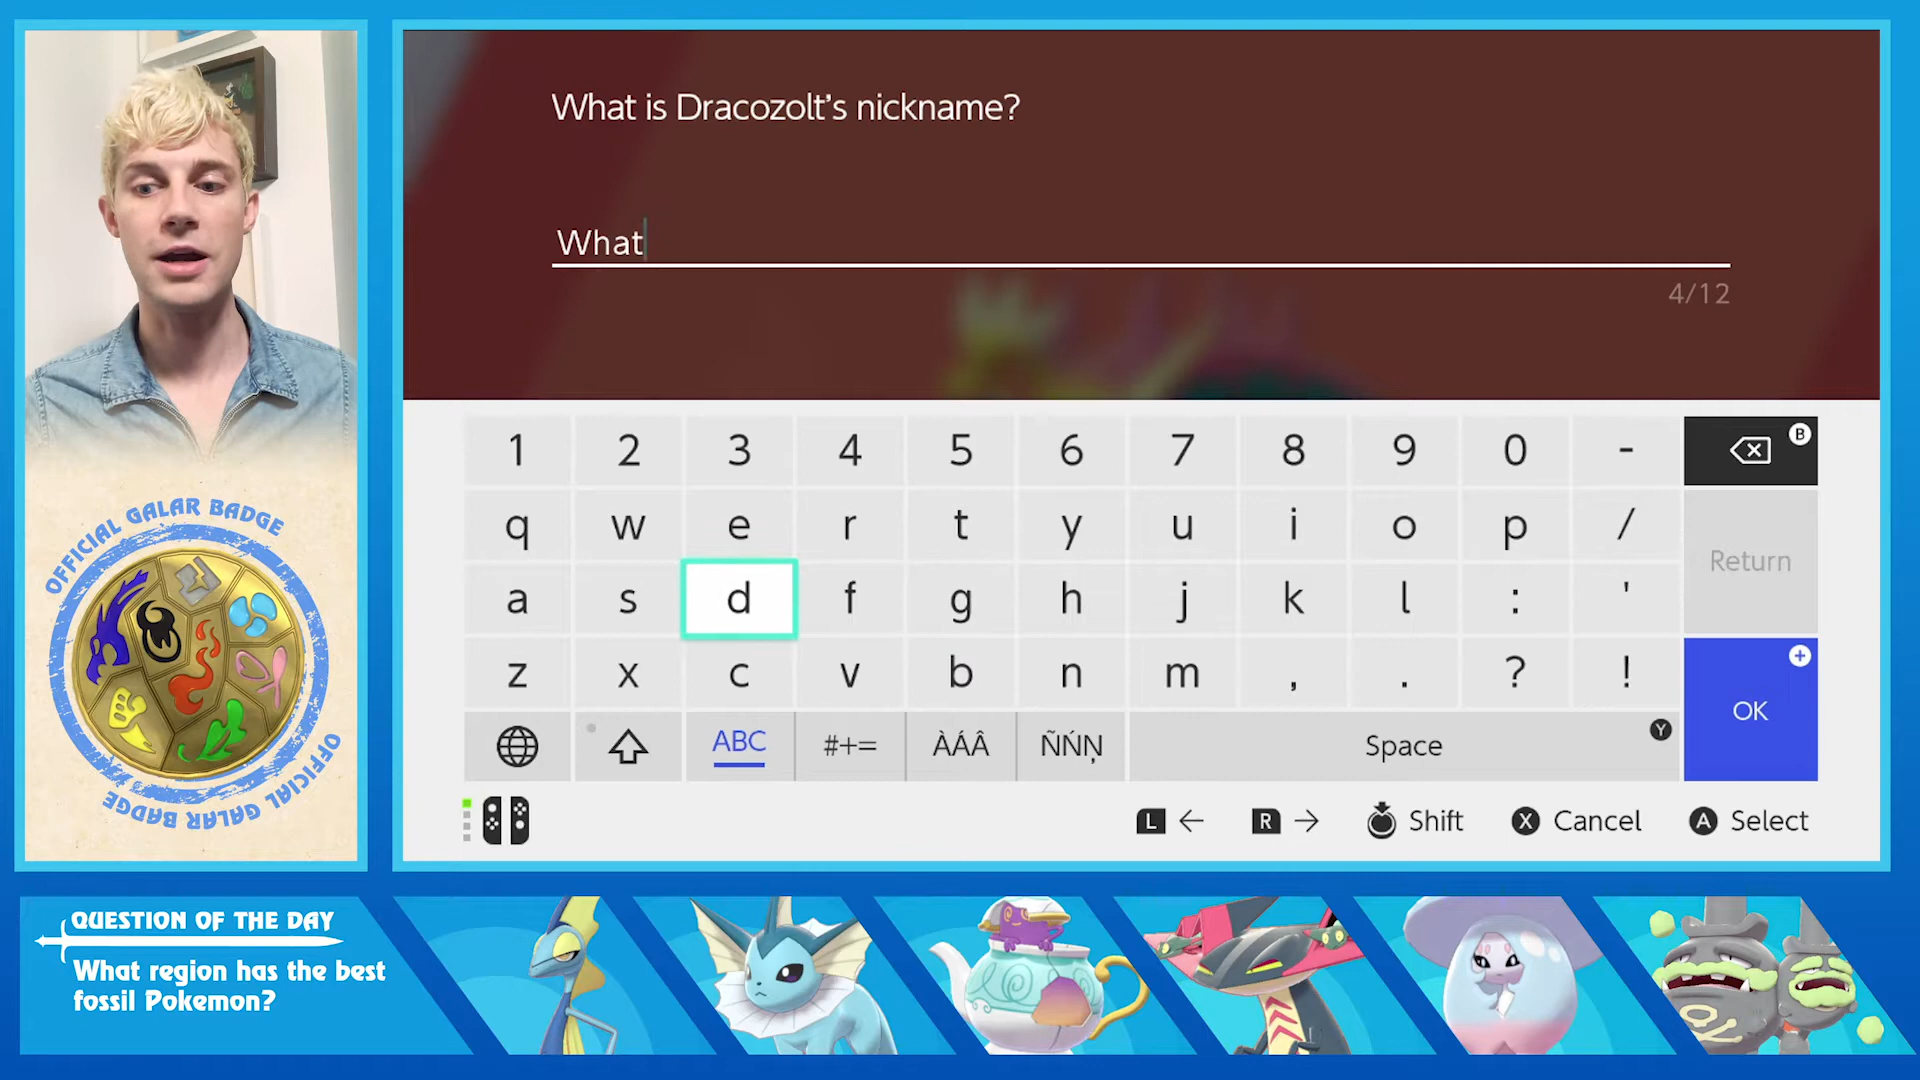 What is Dracozolt's nickname?
What
4/12
1 2 3 4 5 6 7 8 9 0 -
B
q w e r t y u i o p /
Return
a s d f g h j k l : '
z x c v b n m , . ? !
+
OK
ABC #+= ÀÁÂ ÑŃŅ Space
Y
L ← R → Shift X Cancel A Select
OFFICIAL GALAR BADGE
OFFICIAL GALAR BADGE
QUESTION OF THE DAY
What region has the best
fossil Pokemon?